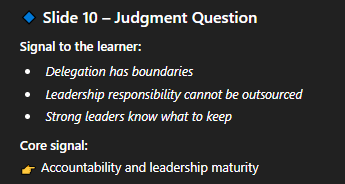 🔷 Slide 10 – Judgment Question
Signal to the learner:
• Delegation has boundaries
• Leadership responsibility cannot be outsourced
• Strong leaders know what to keep
Core signal:
👉 Accountability and leadership maturity